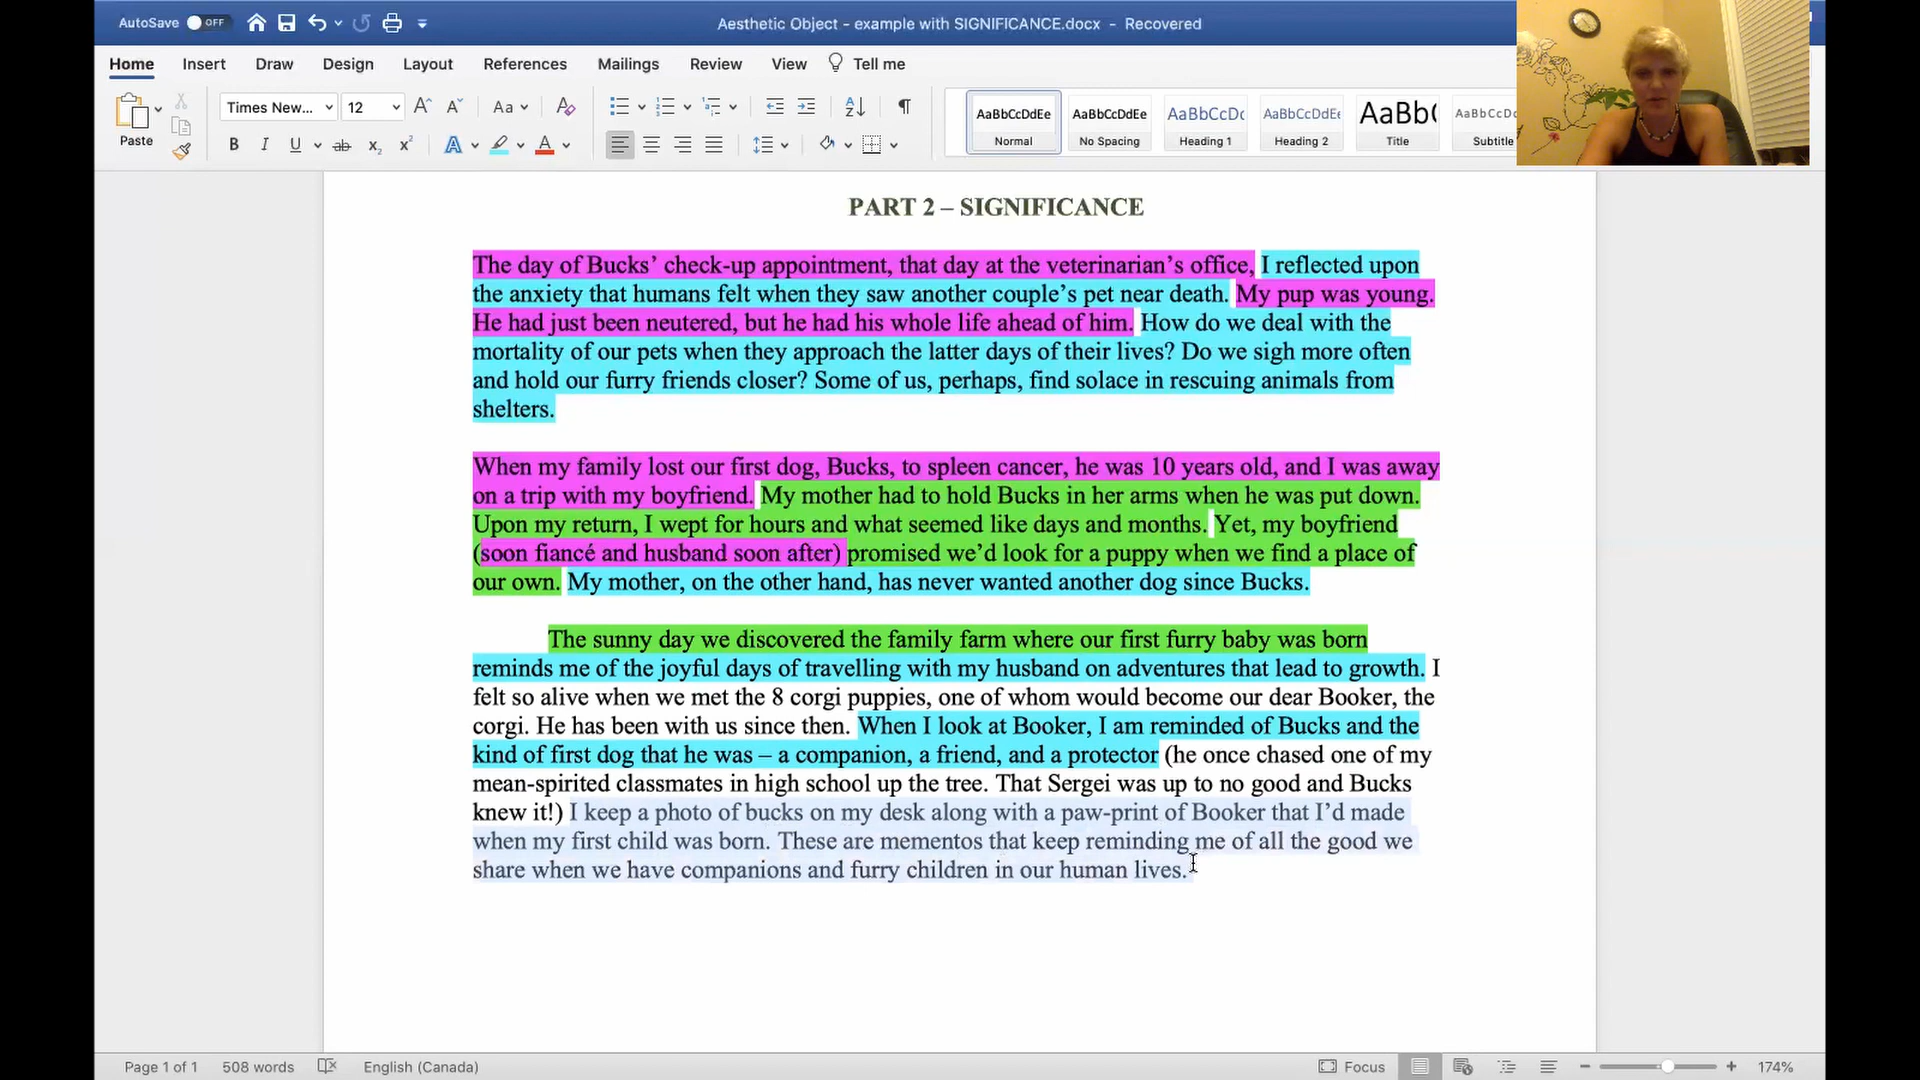 AutoSave OFF
Aesthetic Object - example with SIGNIFICANCE.docx - Recovered
Home Insert Draw Design Layout References Mailings Review View Tell me
Times New... 12 Aa
AaBbCcDdEe AaBbCcDdEe AaBbCcDc AaBbCcDdEe AaBb( AaBbCcDdEe
Paste Normal No Spacing Heading 1 Heading 2 Title Subtitle
PART 2 – SIGNIFICANCE
The day of Bucks’ check-up appointment, that day at the veterinarian’s office, I reflected upon
the anxiety that humans felt when they saw another couple’s pet near death. My pup was young.
He had just been neutered, but he had his whole life ahead of him. How do we deal with the
mortality of our pets when they approach the latter days of their lives? Do we sigh more often
and hold our furry friends closer? Some of us, perhaps, find solace in rescuing animals from
shelters.
When my family lost our first dog, Bucks, to spleen cancer, he was 10 years old, and I was away
on a trip with my boyfriend. My mother had to hold Bucks in her arms when he was put down.
Upon my return, I wept for hours and what seemed like days and months. Yet, my boyfriend
(soon fiancé and husband soon after) promised we’d look for a puppy when we find a place of
our own. My mother, on the other hand, has never wanted another dog since Bucks.
The sunny day we discovered the family farm where our first furry baby was born
reminds me of the joyful days of travelling with my husband on adventures that lead to growth. I
felt so alive when we met the 8 corgi puppies, one of whom would become our dear Booker, the
corgi. He has been with us since then. When I look at Booker, I am reminded of Bucks and the
kind of first dog that he was – a companion, a friend, and a protector (he once chased one of my
mean-spirited classmates in high school up the tree. That Sergei was up to no good and Bucks
knew it!) I keep a photo of bucks on my desk along with a paw-print of Booker that I’d made
when my first child was born. These are mementos that keep reminding me of all the good we
share when we have companions and furry children in our human lives.
Page 1 of 1 508 words English (Canada) Focus 174%